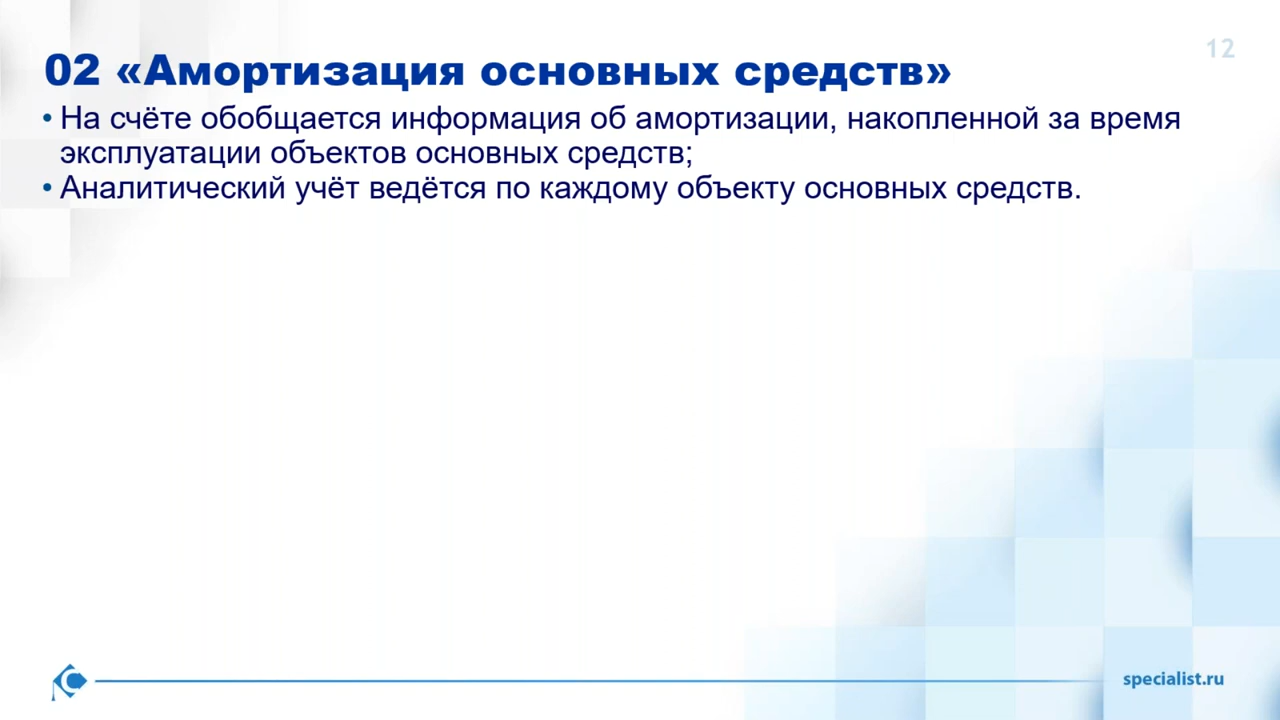 12
02 «Амортизация основных средств»
• На счёте обобщается информация об амортизации, накопленной за время
эксплуатации объектов основных средств;
• Аналитический учёт ведётся по каждому объекту основных средств.
specialist.ru